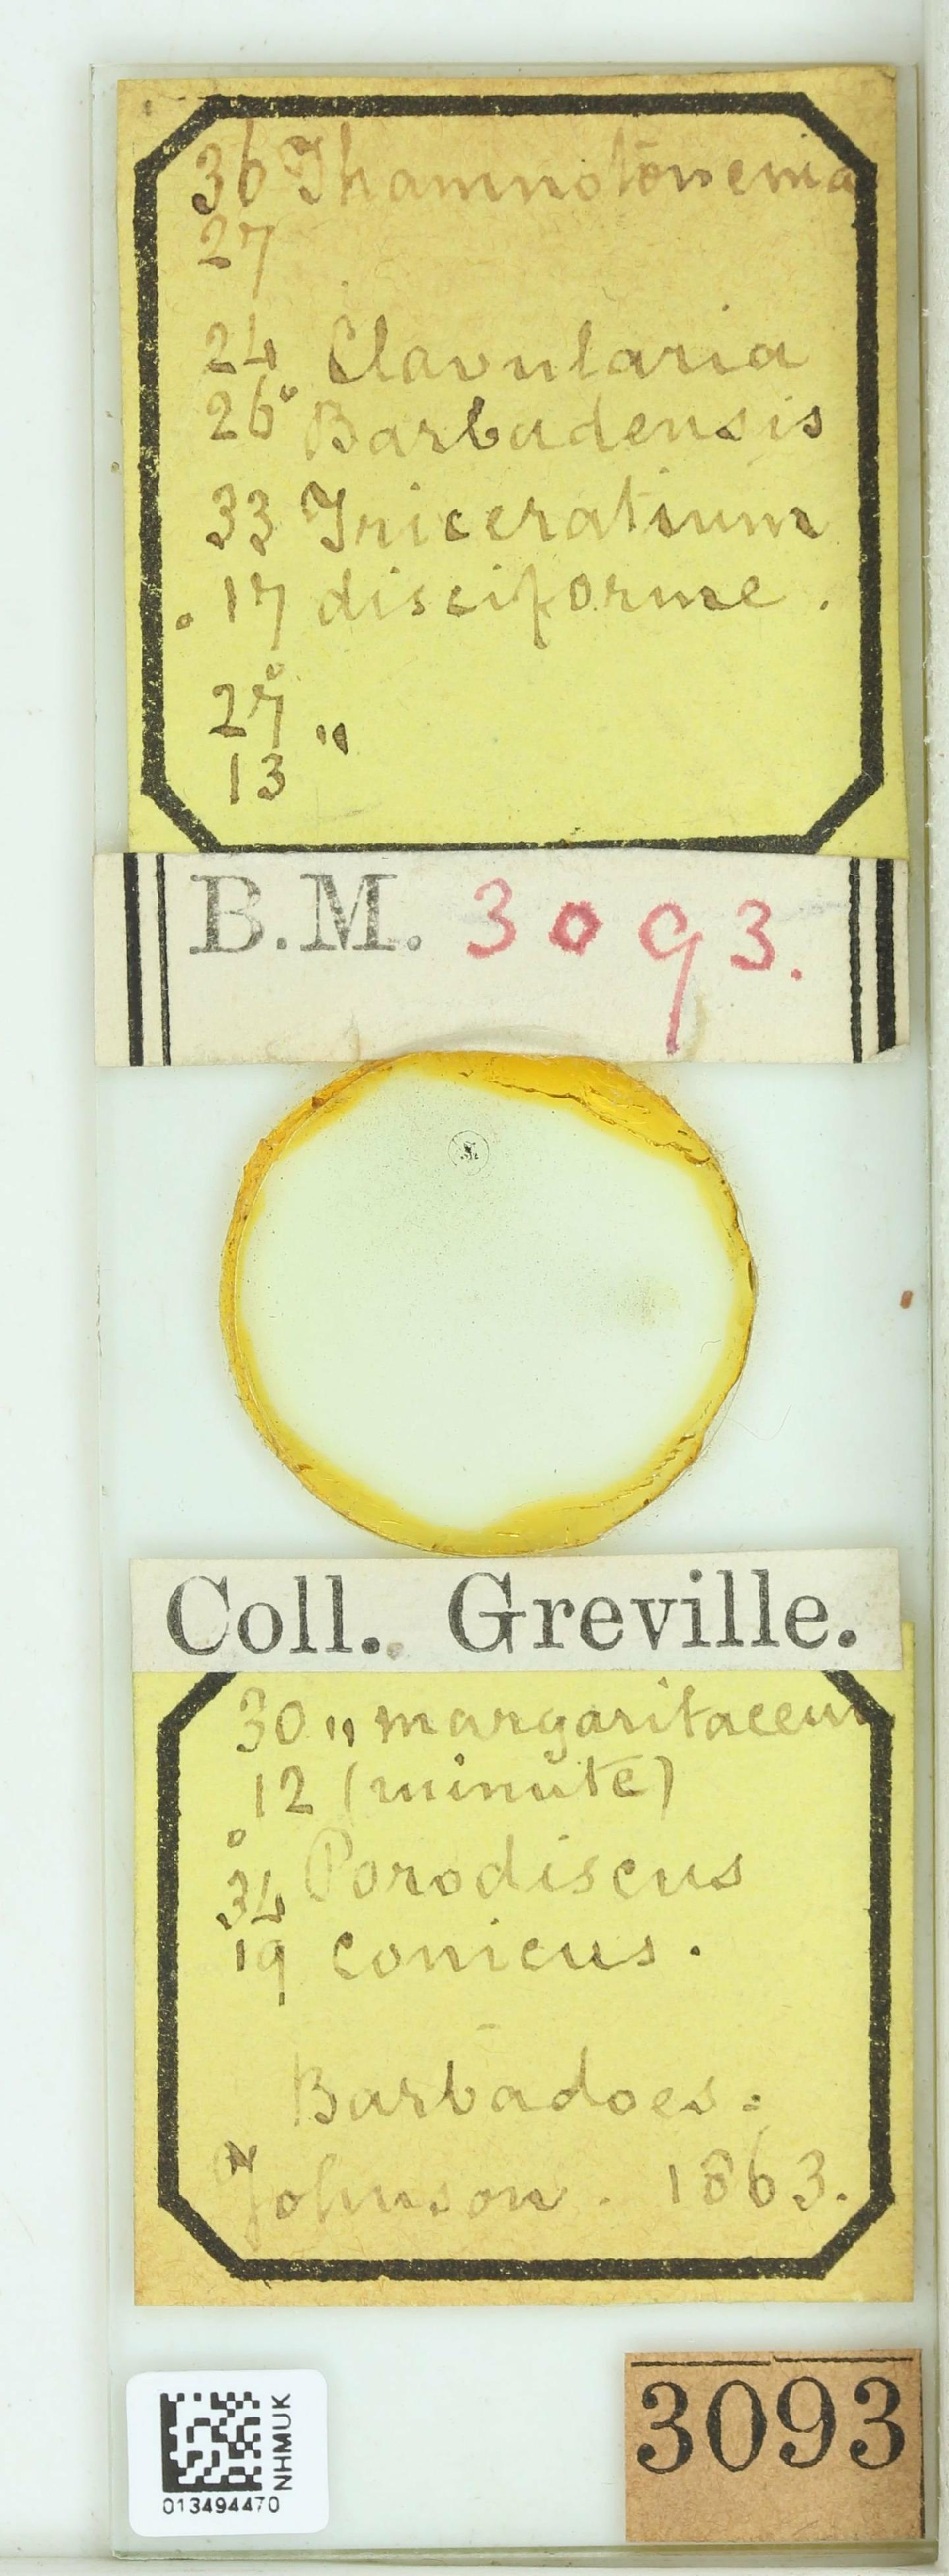 36 Thamnotōnema
27
24 Clavularia
26° Barbadensis
33 Triceratium
17 disciforme.
27° "
13
B.M. 3093.
Coll. Greville.
30 " margaritaceum
12 (minute)
34 Porodiscus
19 conicus.
Barbadoes.
Johnson. 1863.
NHMUK
013494470
3093